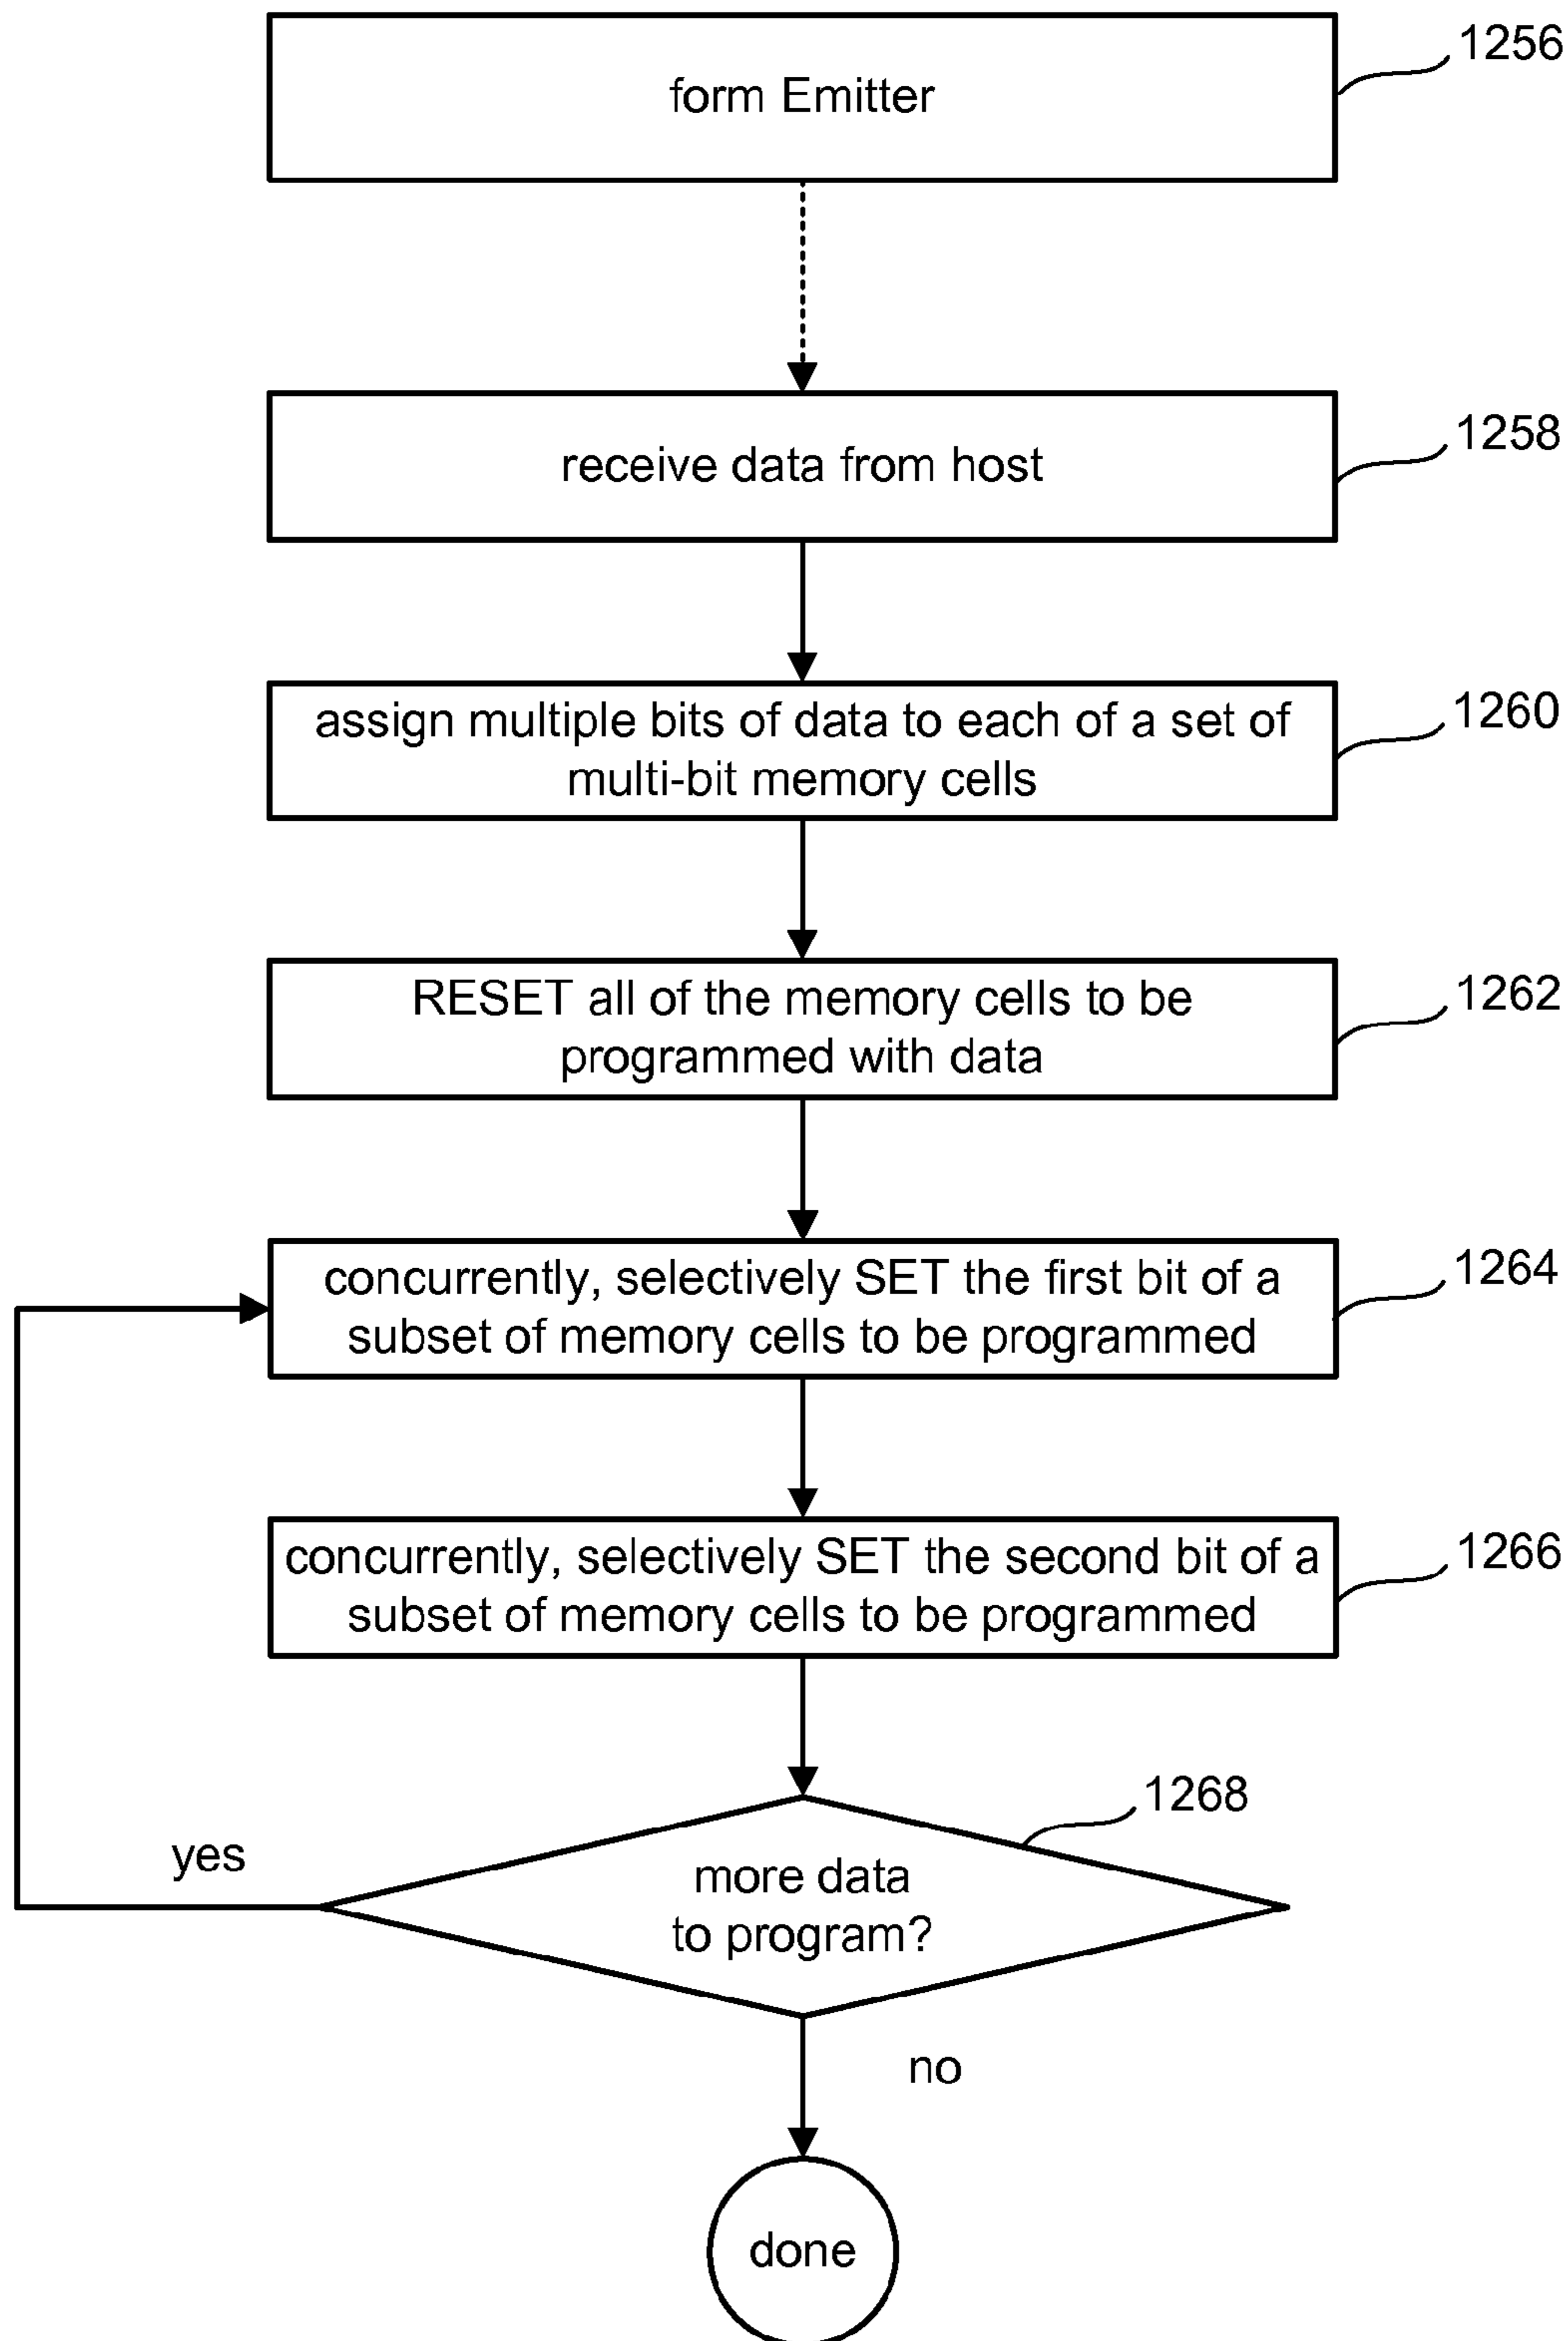 form Emitter
1256
receive data from host
1258
assign multiple bits of data to each of a set of
multi-bit memory cells
1260
RESET all of the memory cells to be
programmed with data
1262
concurrently, selectively SET the first bit of a
subset of memory cells to be programmed
1264
concurrently, selectively SET the second bit of a
subset of memory cells to be programmed
1266
1268
more data
to program?
yes
no
done